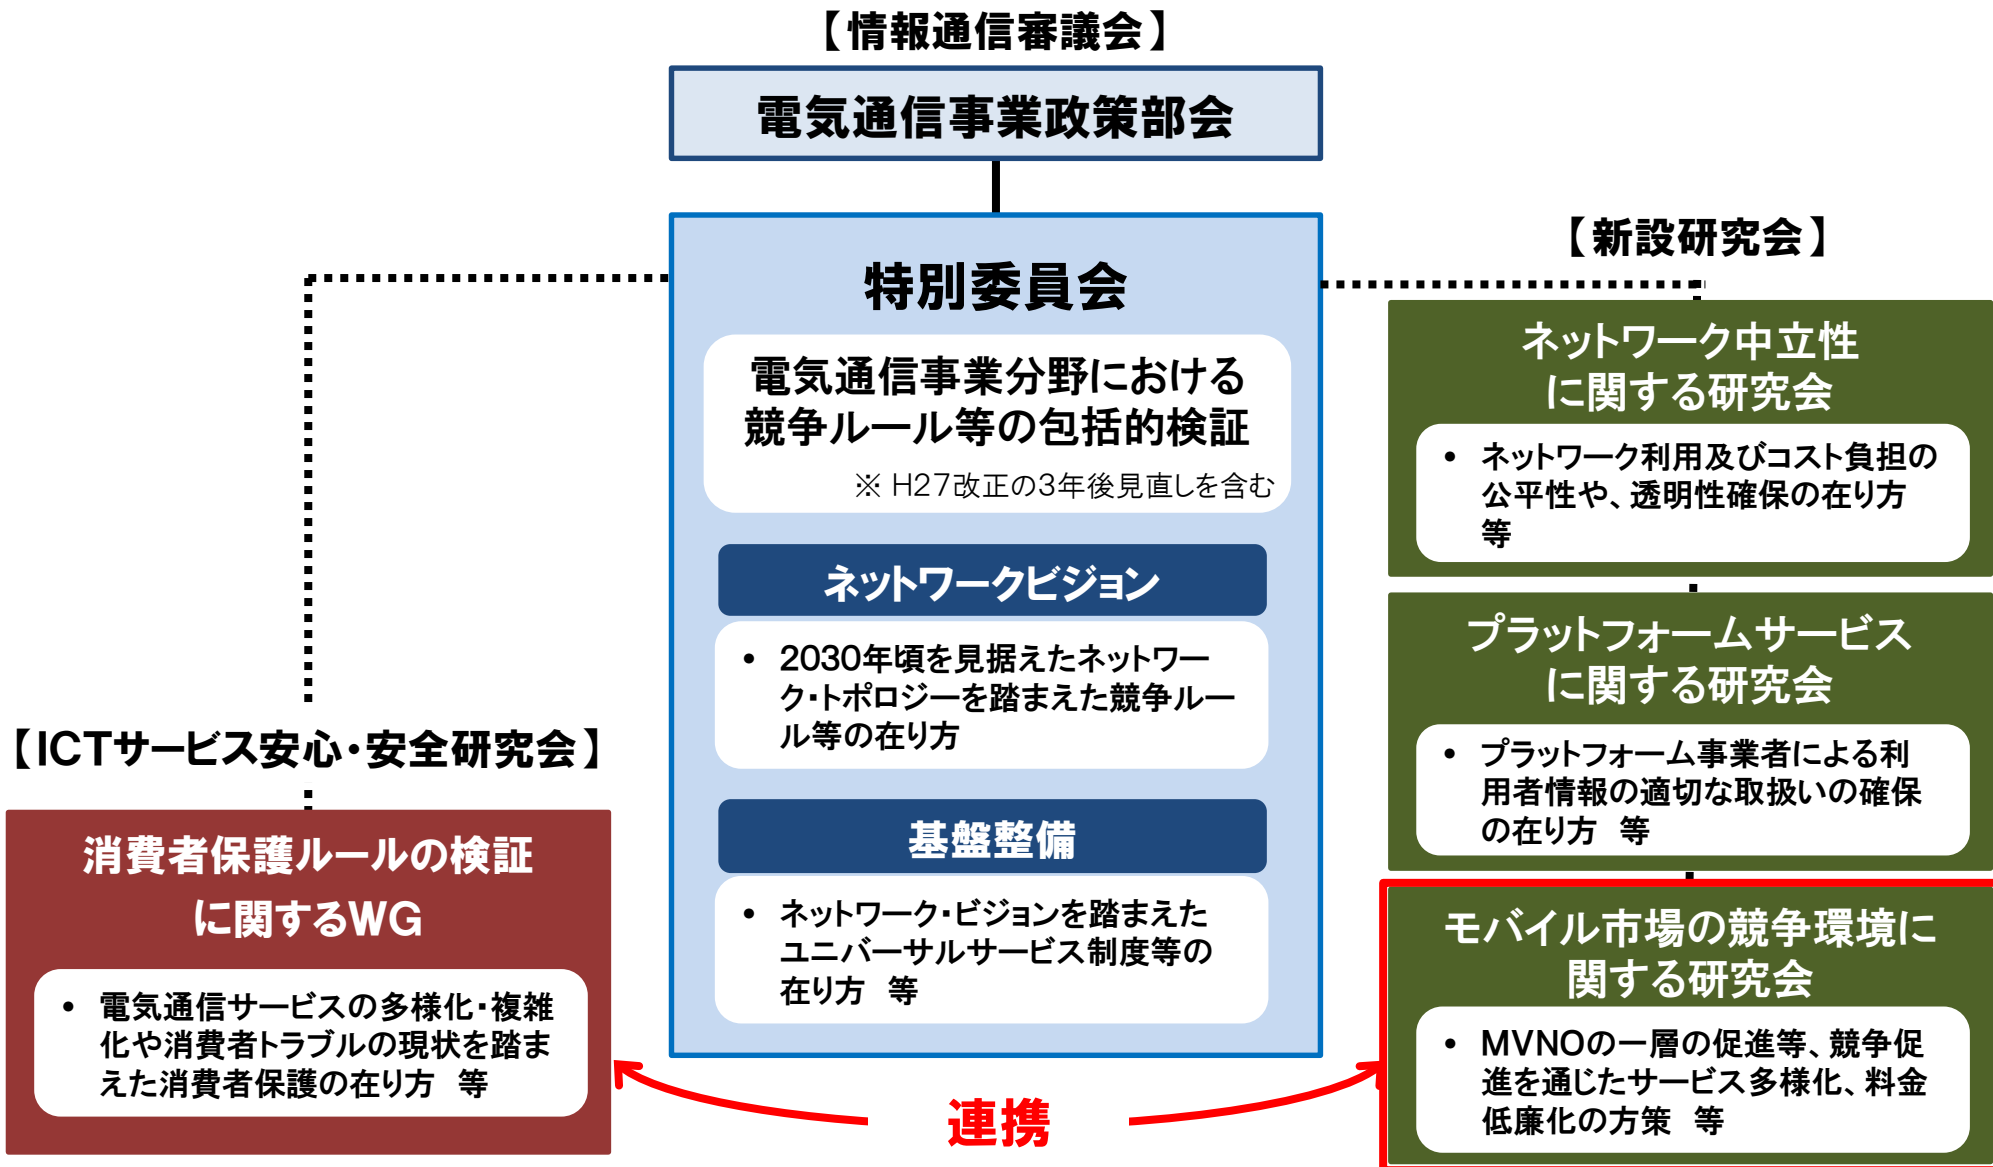 【情報通信審議会】
電気通信事業政策部会
特別委員会
電気通信事業分野における
競争ルール等の包括的検証
※ H27改正の3年後見直しを含む
ネットワークビジョン
• 2030年頃を見据えたネットワー
ク・トポロジーを踏まえた競争ルー
ル等の在り方
基盤整備
• ネットワーク・ビジョンを踏まえた
ユニバーサルサービス制度等の
在り方 等
【ICTサービス安心・安全研究会】
消費者保護ルールの検証
に関するWG
• 電気通信サービスの多様化・複雑
化や消費者トラブルの現状を踏ま
えた消費者保護の在り方 等
【新設研究会】
ネットワーク中立性
に関する研究会
• ネットワーク利用及びコスト負担の
公平性や、透明性確保の在り方
等
プラットフォームサービス
に関する研究会
• プラットフォーム事業者による利
用者情報の適切な取扱いの確保
の在り方 等
モバイル市場の競争環境に
関する研究会
• MVNOの一層の促進等、競争促
進を通じたサービス多様化、料金
低廉化の方策 等
連携